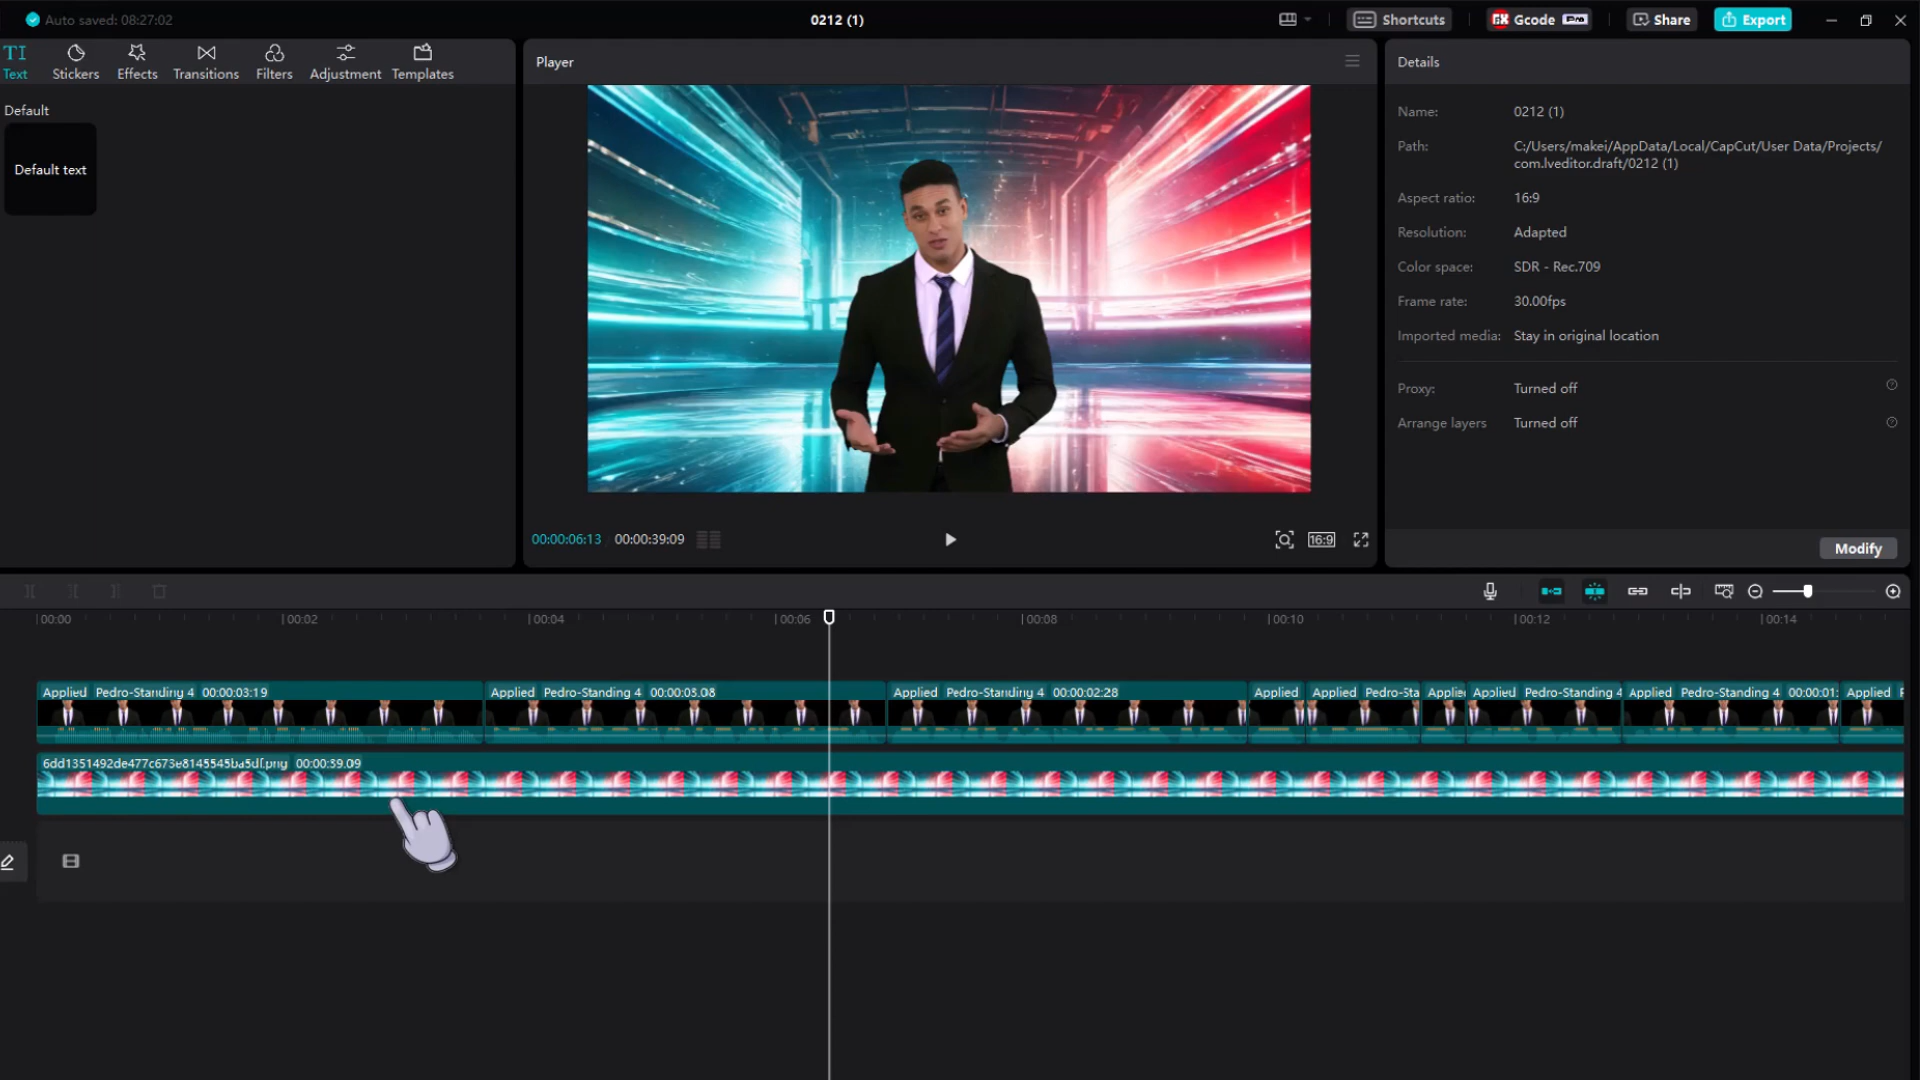 Auto saved: 08:27:02
0212 (1)
Shortcuts
Gcode
Pro
Share
Export
TI
Text
Stickers
Effects
Transitions
Filters
Adjustment
Templates
Default
Default text
Player
00:00:06:13
00:00:39:09
16:9
Details
Name: 0212 (1)
Path: C:/Users/makei/AppData/Local/CapCut/User Data/Projects/
com.lveditor.draft/0212 (1)
Aspect ratio: 16:9
Resolution: Adapted
Color space: SDR - Rec.709
Frame rate: 30.00fps
Imported media: Stay in original location
Proxy: Turned off
Arrange layers Turned off
Modify
00:00 00:02 00:04 00:06 00:08 00:10 00:12 00:14
Applied Pedro-Standing 4 00:00:03:19
Applied Pedro-Standing 4 00:00:03:08
Applied Pedro-Standing 4 00:00:02:28
Applied
Applied Pedro-Sta
Applied
Applied Pedro-Standing 4
Applied Pedro-Standing 4 00:00:01:
Applied
6dd1351492de477c673e8145545ba5df.png 00:00:39:09